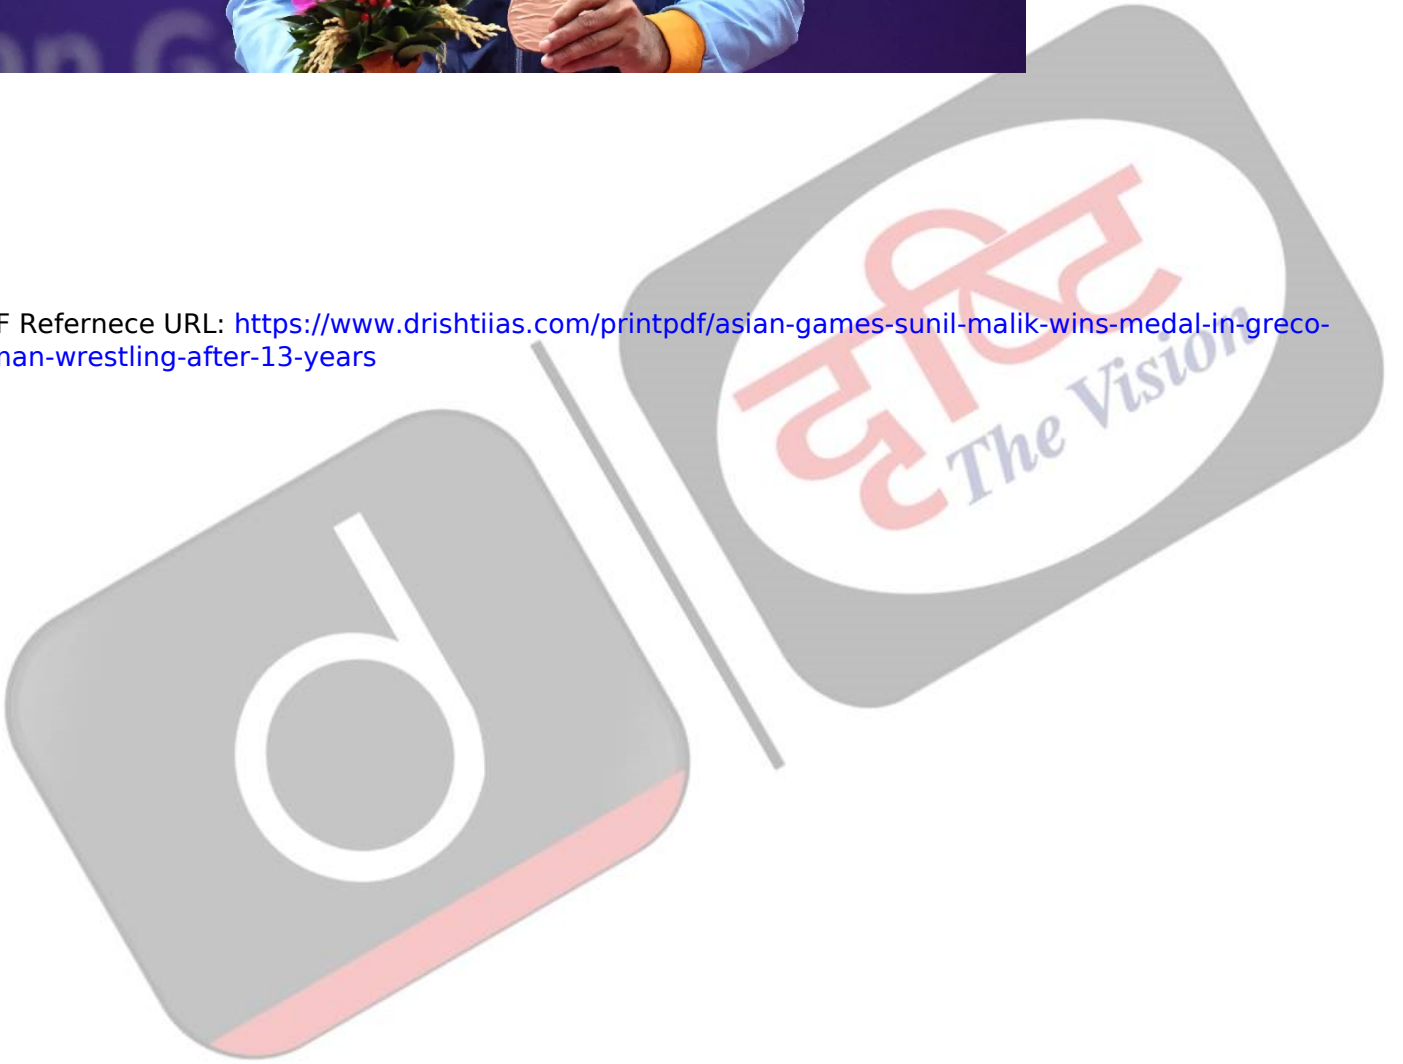 F Refernece URL: https://www.drishtiias.com/printpdf/asian-games-sunil-malik-wins-medal-in-greco-
man-wrestling-after-13-years
दृष्टि
The Vision